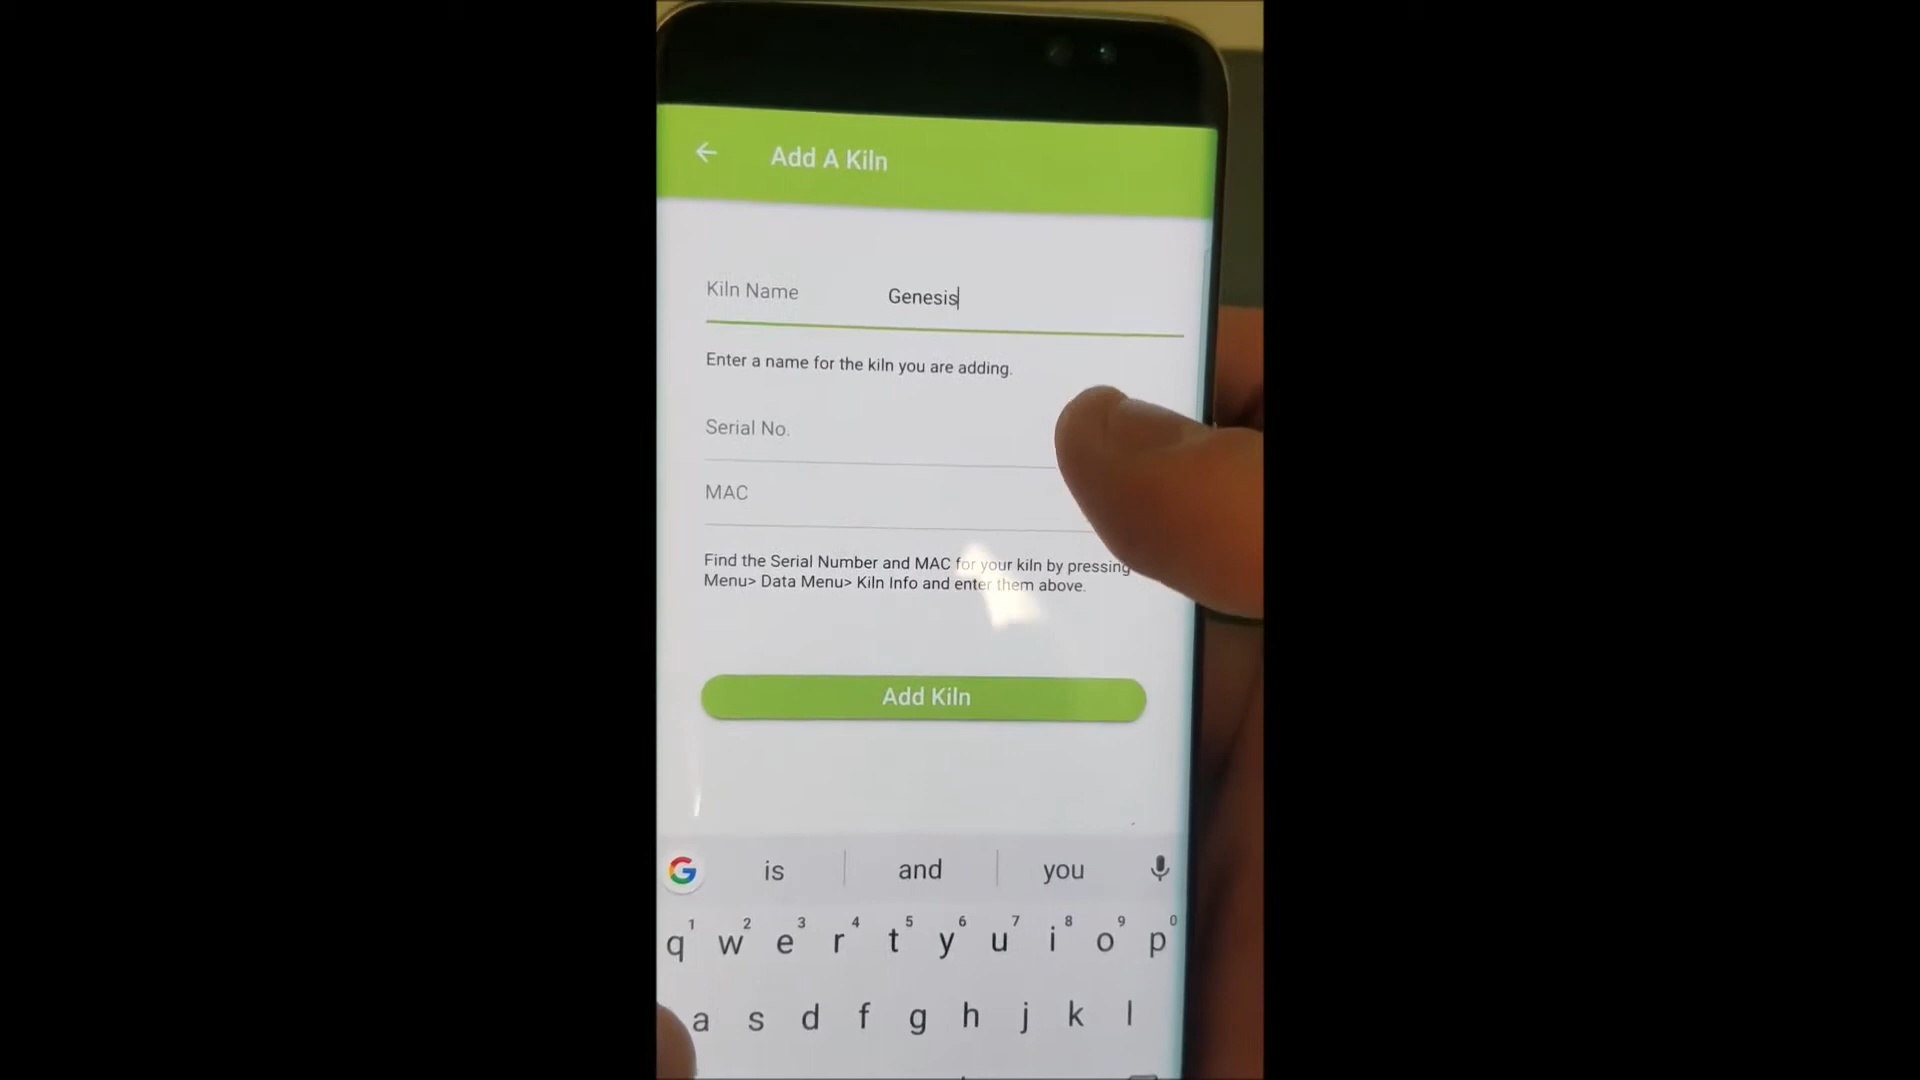 Add A Kiln
Kiln Name Genesis
Enter a name for the kiln you are adding.
Serial No.
MAC
Find the Serial Number and MAC for your kiln by pressing
Menu> Data Menu> Kiln Info and enter them above.
Add Kiln
G is and you
1 2 3 4 5 6 7 8 9 0
q w e r t y u i o p
a s d f g h j k l